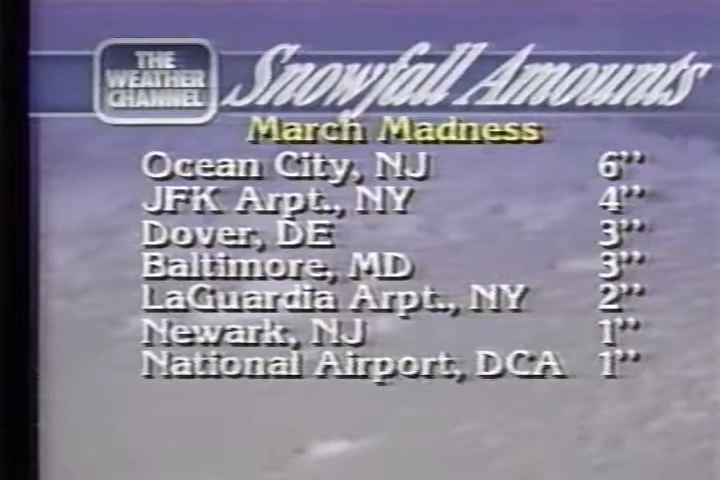 THE
WEATHER
CHANNEL
Snowfall Amounts
March Madness
Ocean City, NJ 6"
JFK Arpt., NY 4"
Dover, DE 3"
Baltimore, MD 3"
LaGuardia Arpt., NY 2"
Newark, NJ 1"
National Airport, DCA 1"